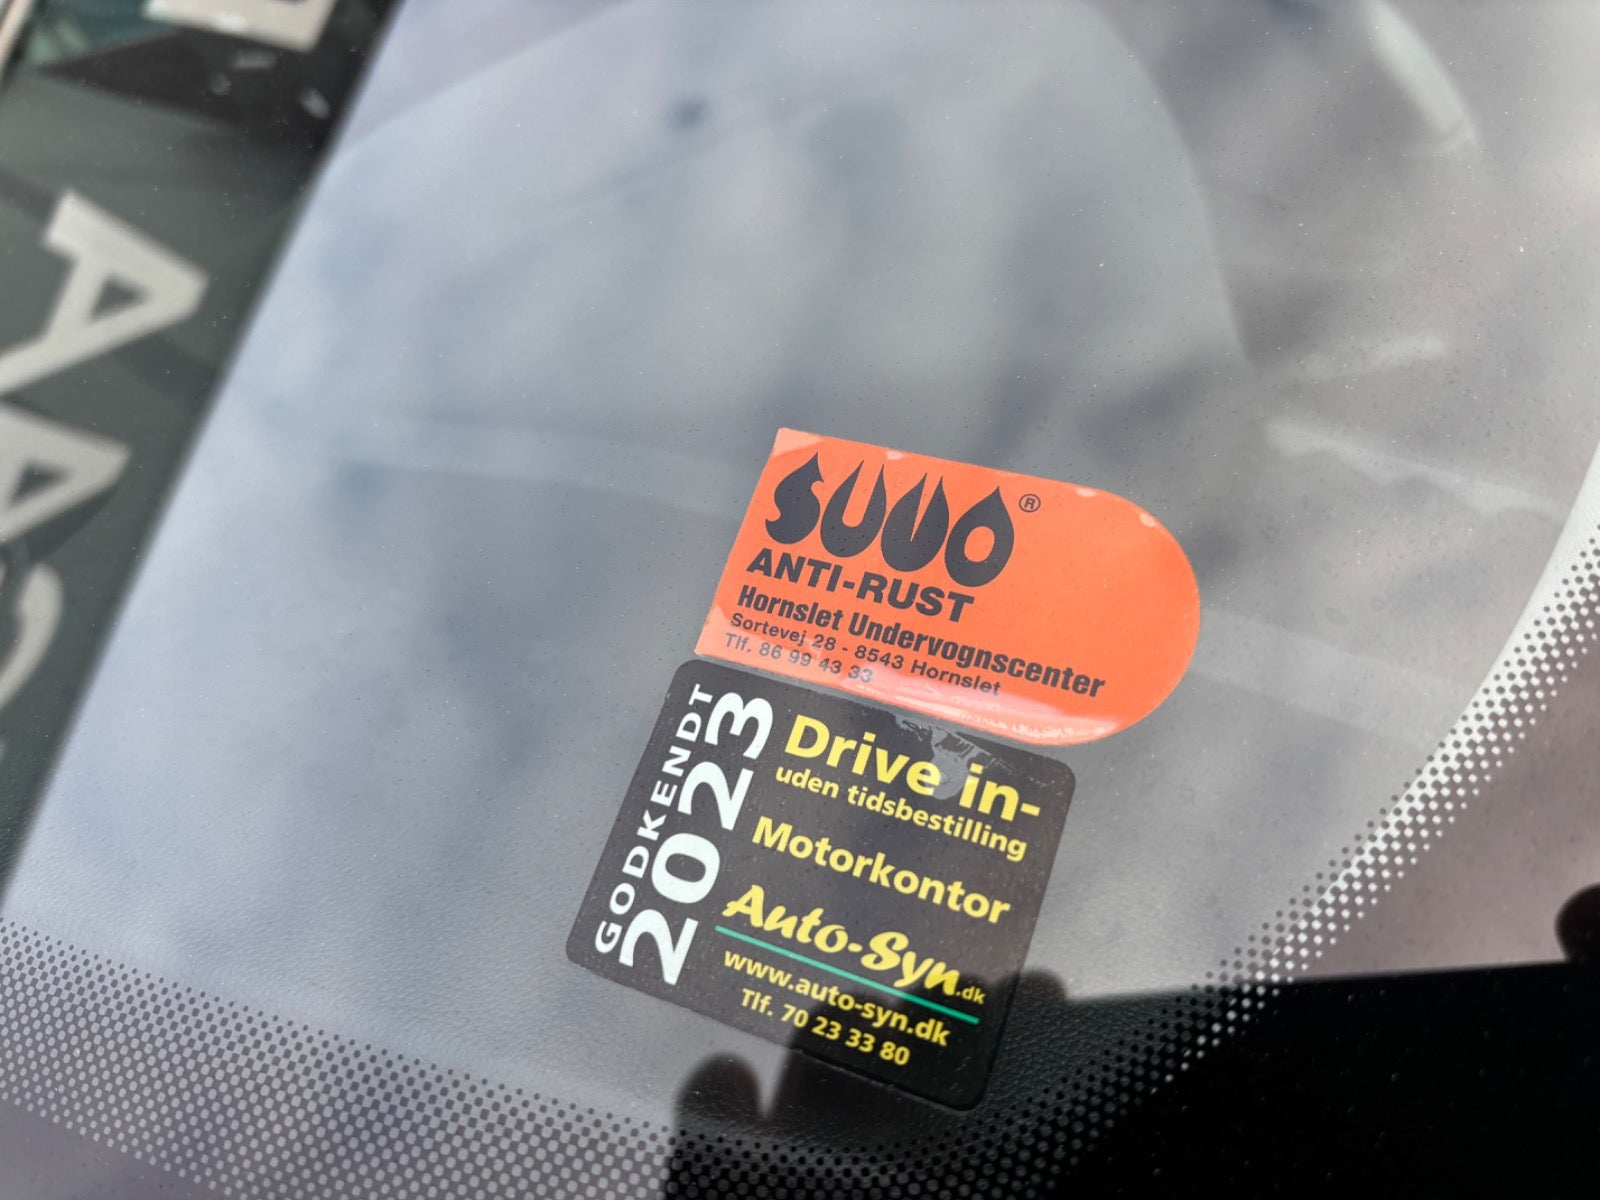 SUVO®
ANTI-RUST
Hornslet Undervognscenter
Sortevej 28 - 8543 Hornslet
Tlf. 86 99 43 33
GODKENDT
2023
Drive in-
uden tidsbestilling
Motorkontor
Auto-Syn.dk
www.auto-syn.dk
Tlf. 70 23 33 80